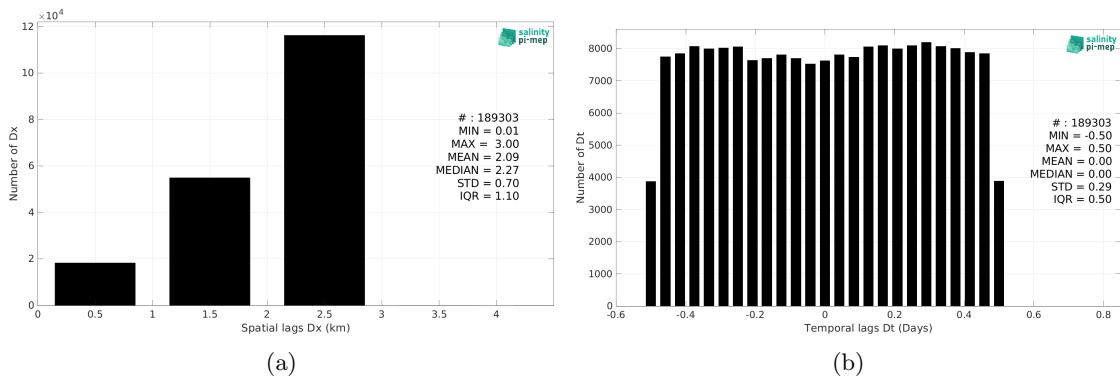 ×10⁴
12
10
8
6
4
2
0
Number of Dx
0 0.5 1 1.5 2 2.5 3 3.5 4
Spatial lags Dx (km)
salinity
pi-mep
# : 189303
MIN = 0.01
MAX = 3.00
MEAN = 2.09
MEDIAN = 2.27
STD = 0.70
IQR = 1.10
(a)
8000
7000
6000
5000
4000
3000
2000
1000
0
Number of Dt
-0.6 -0.4 -0.2 0 0.2 0.4 0.6 0.8
Temporal lags Dt (Days)
salinity
pi-mep
# : 189303
MIN = -0.50
MAX = 0.50
MEAN = 0.00
MEDIAN = 0.00
STD = 0.29
IQR = 0.50
(b)